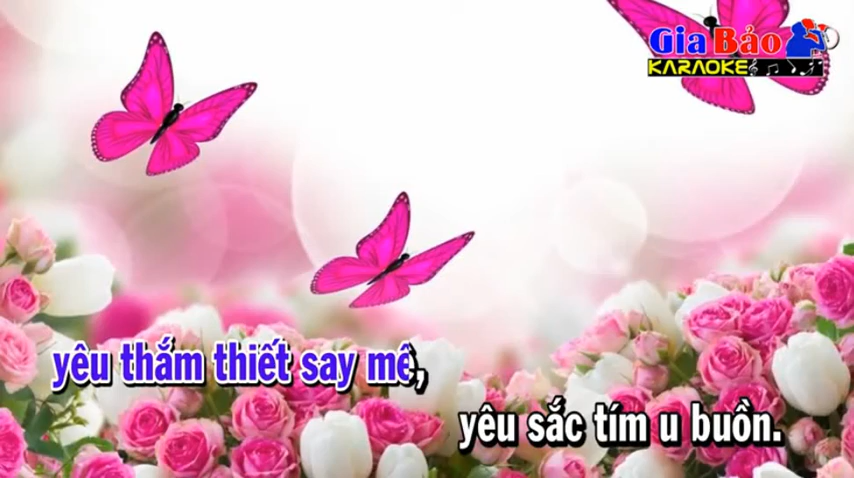 Gia Bảo
KARAOKE
yêu thắm thiết say mê,
yêu sắc tím u buồn.